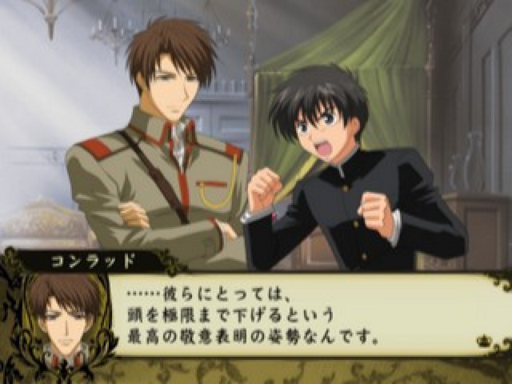 コンラッド
……彼らにとっては、
頭を極限まで下げるという
最高の敬意表明の姿勢なんです。